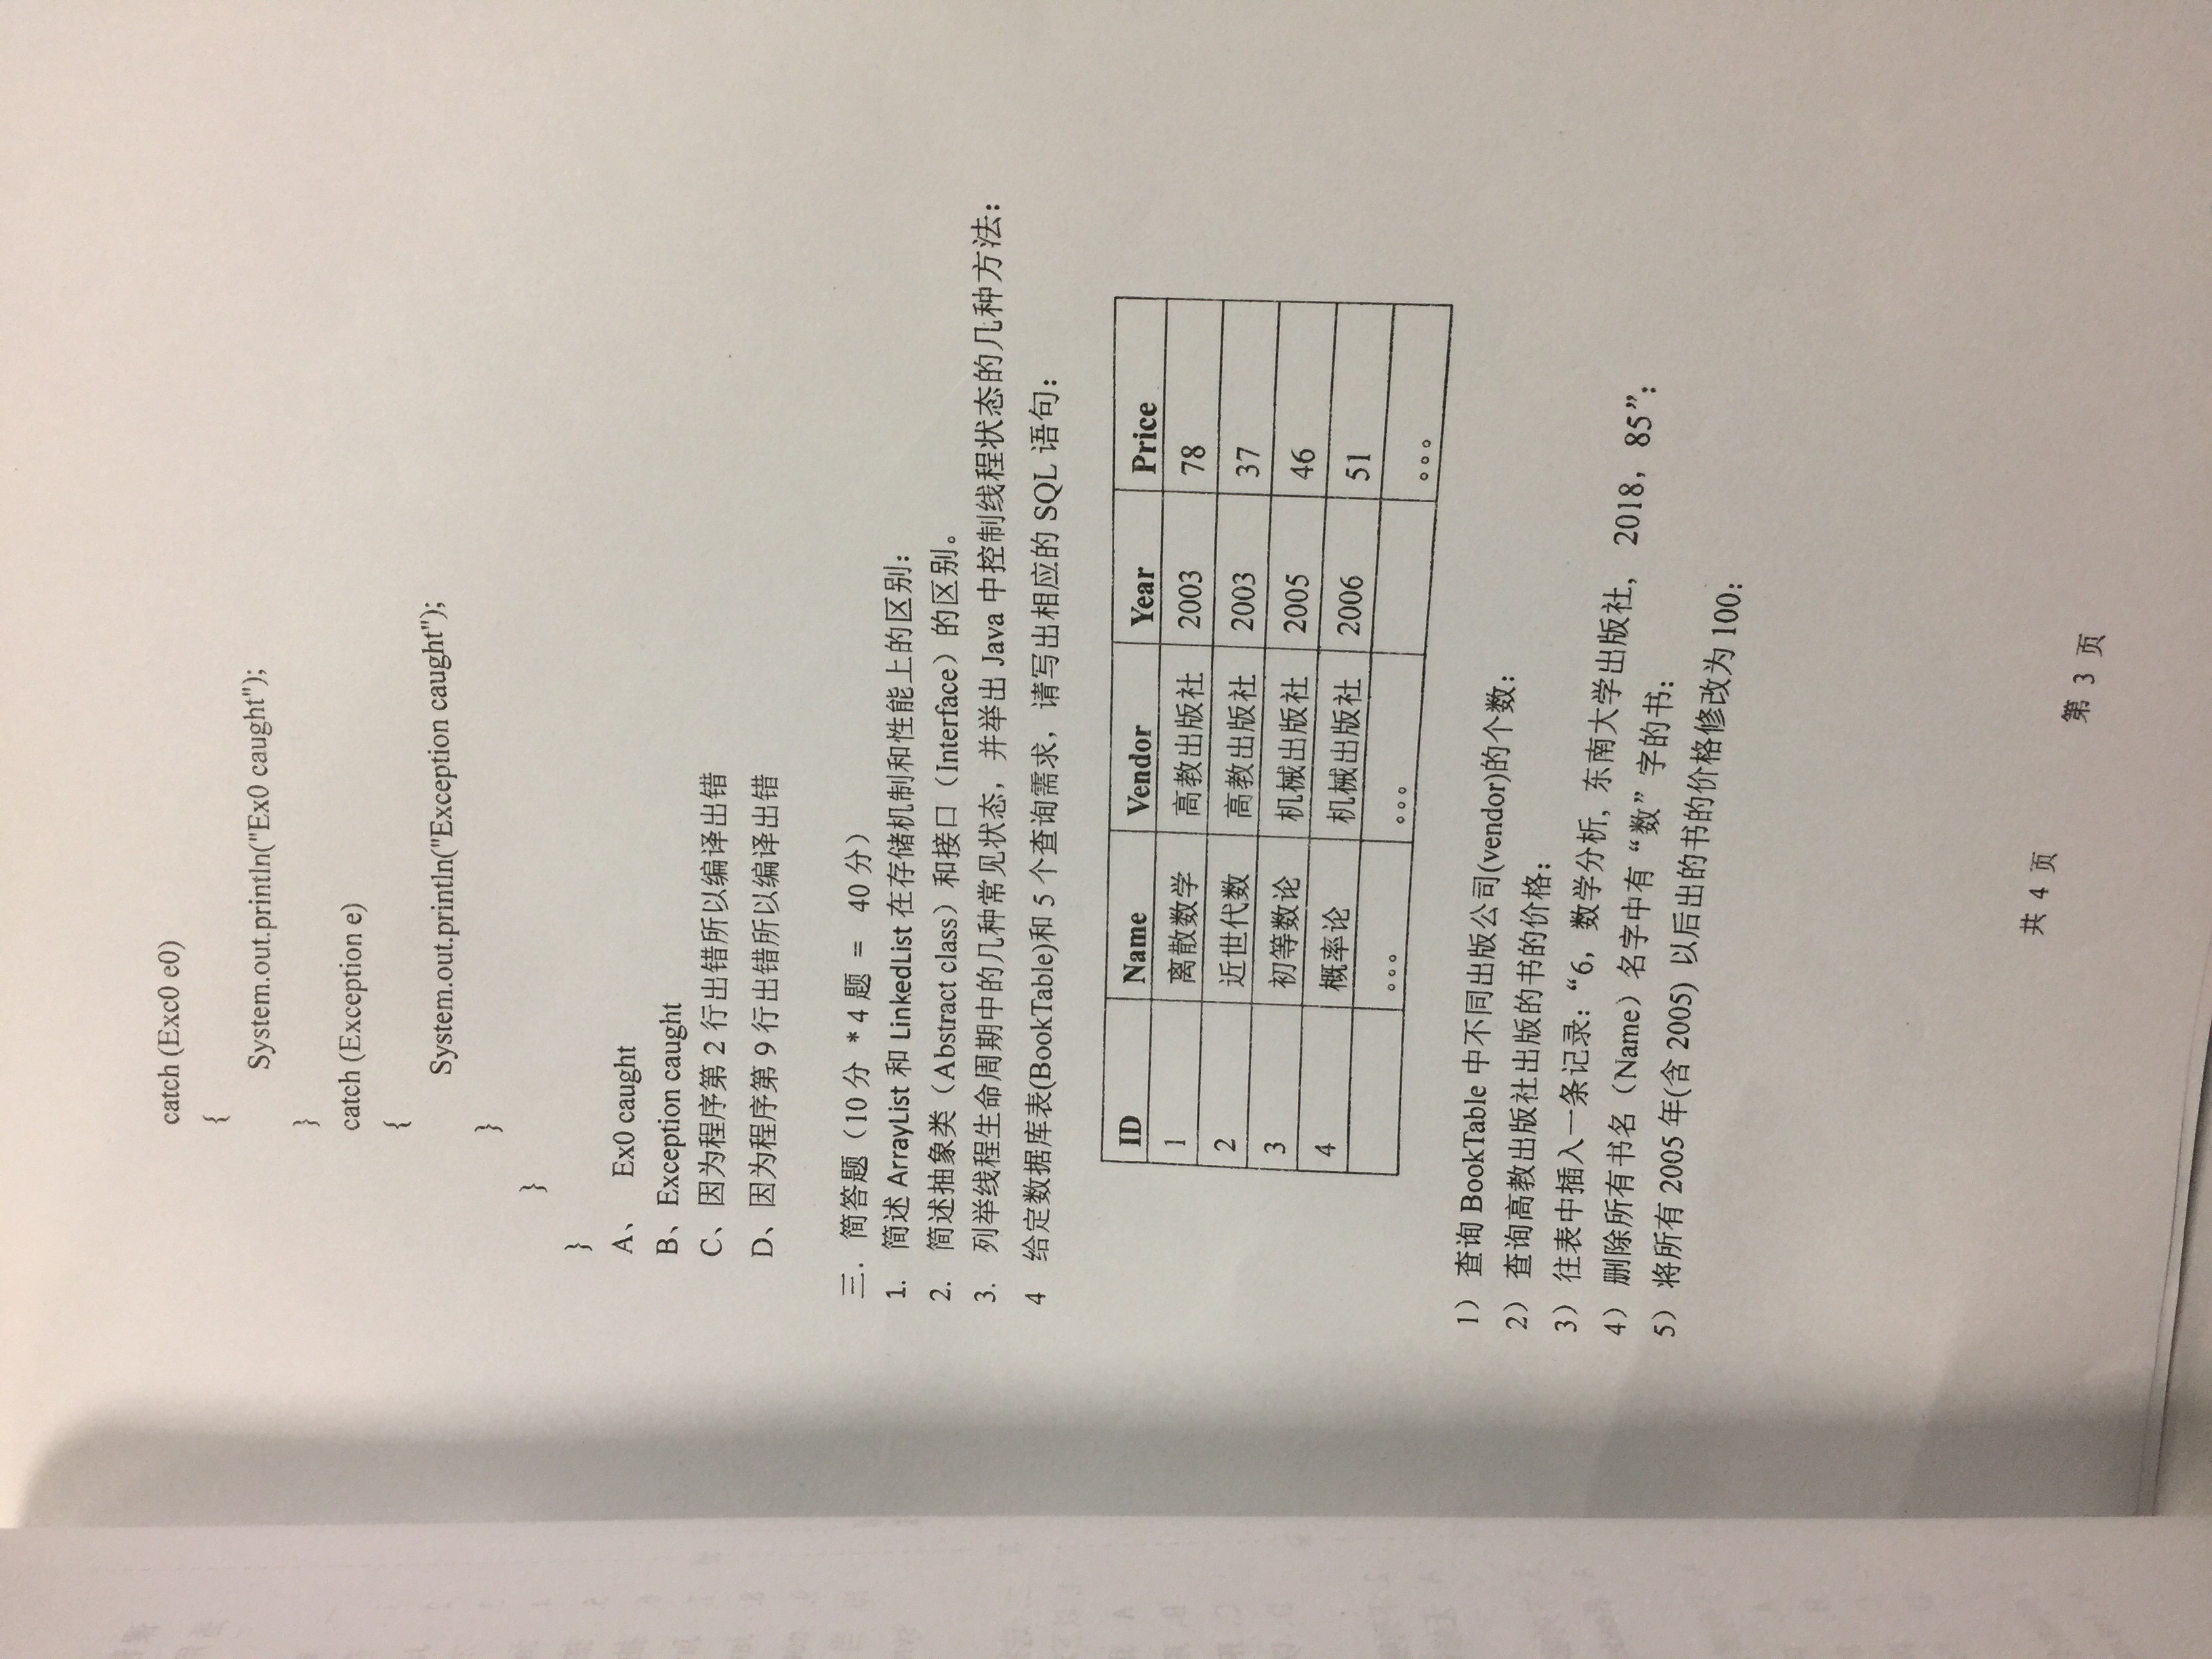 catch (Exc0 e0)
{
System.out.println("Ex0 caught");
}
catch (Exception e)
{
System.out.println("Exception caught");
}
}
}
A、 Ex0 caught
B、Exception caught
C、因为程序第 2 行出错所以编译出错
D、因为程序第 9 行出错所以编译出错
三．简答题（10 分 * 4 题 = 40 分）
1. 简述 ArrayList 和 LinkedList 在存储机制和性能上的区别：
2. 简述抽象类（Abstract class）和接口（Interface）的区别。
3. 列举线程生命周期中的几种常见状态，并举出 Java 中控制线程状态的几种方法：
4 给定数据库表(BookTable)和 5 个查询需求，请写出相应的 SQL 语句：
ID Name Vendor Year Price
1 离散数学 高教出版社 2003 78
2 近世代数 高教出版社 2003 37
3 初等数论 机械出版社 2005 46
4 概率论 机械出版社 2006 51
。。。 。。。 。。。
1） 查询 BookTable 中不同出版公司(vendor)的个数：
2） 查询高教出版社出版的书的价格：
3） 往表中插入一条记录：“6，数学分析, 东南大学出版社， 2018，85”：
4） 删除所有书名（Name）名字中有“数”字的书：
5） 将所有 2005 年(含 2005) 以后出的书的价格修改为 100：
共 4 页
第 3 页